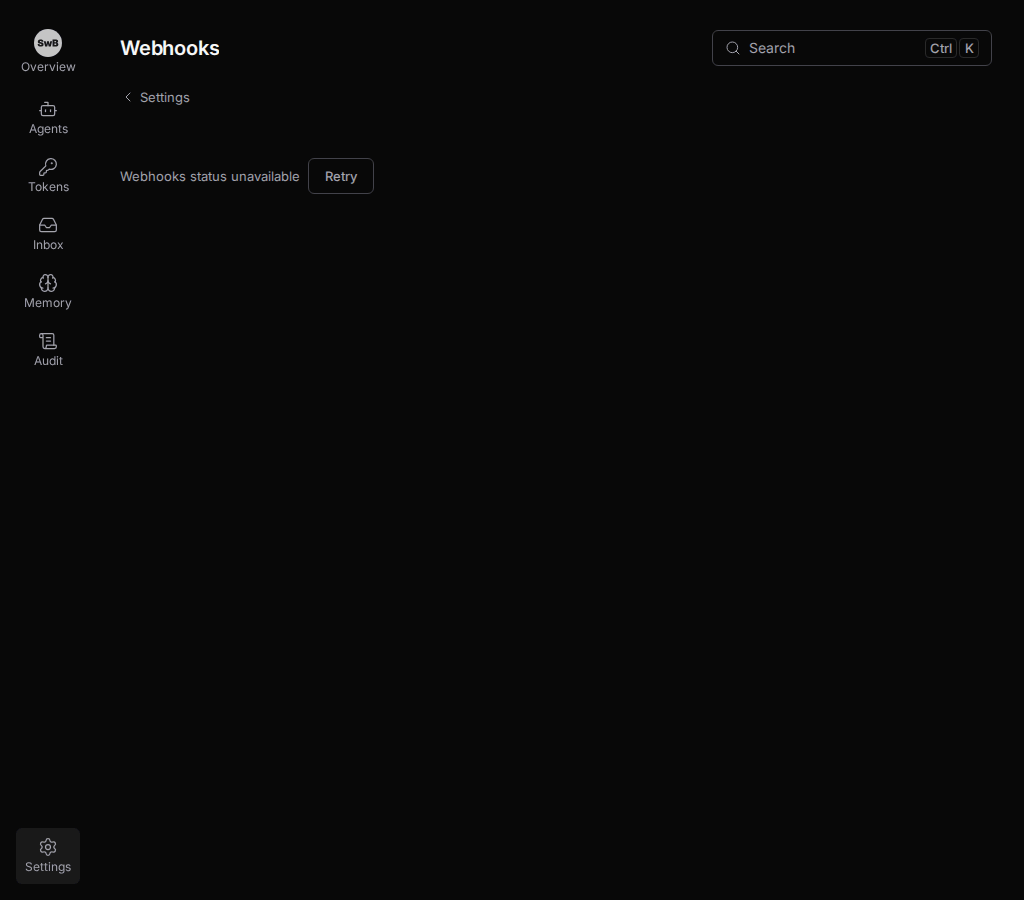 SwB
Overview
Agents
Tokens
Inbox
Memory
Audit
Settings
Webhooks
Search
Ctrl K
Settings
Webhooks status unavailable
Retry